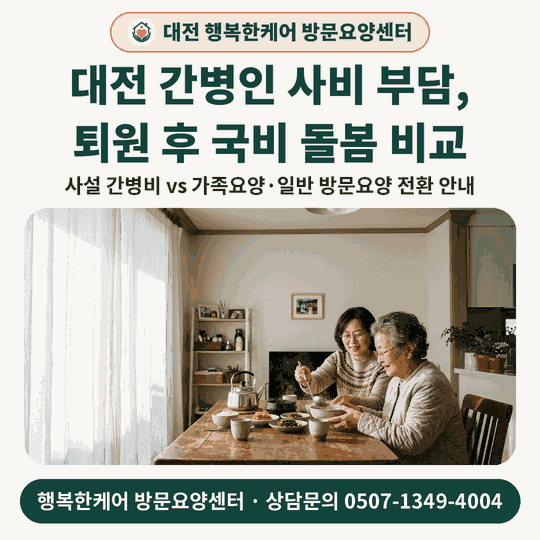 대전 행복한케어 방문요양센터
대전 간병인 사비 부담,
퇴원 후 국비 돌봄 비교
사설 간병비 vs 가족요양·일반 방문요양 전환 안내
행복한케어 방문요양센터 · 상담문의 0507-1349-4004